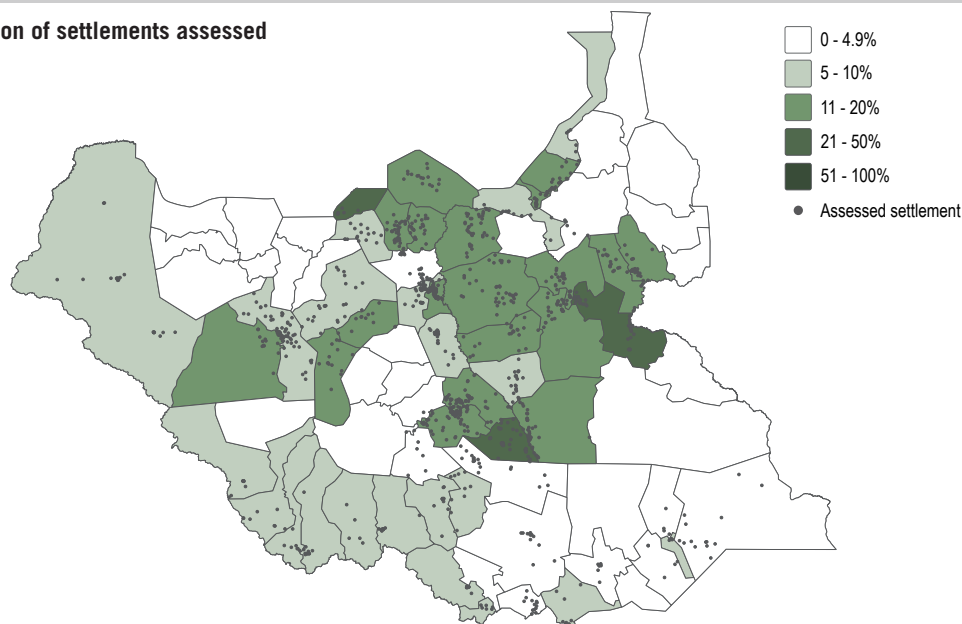 on of settlements assessed
0 - 4.9%
5 - 10%
11 - 20%
21 - 50%
51 - 100%
Assessed settlement